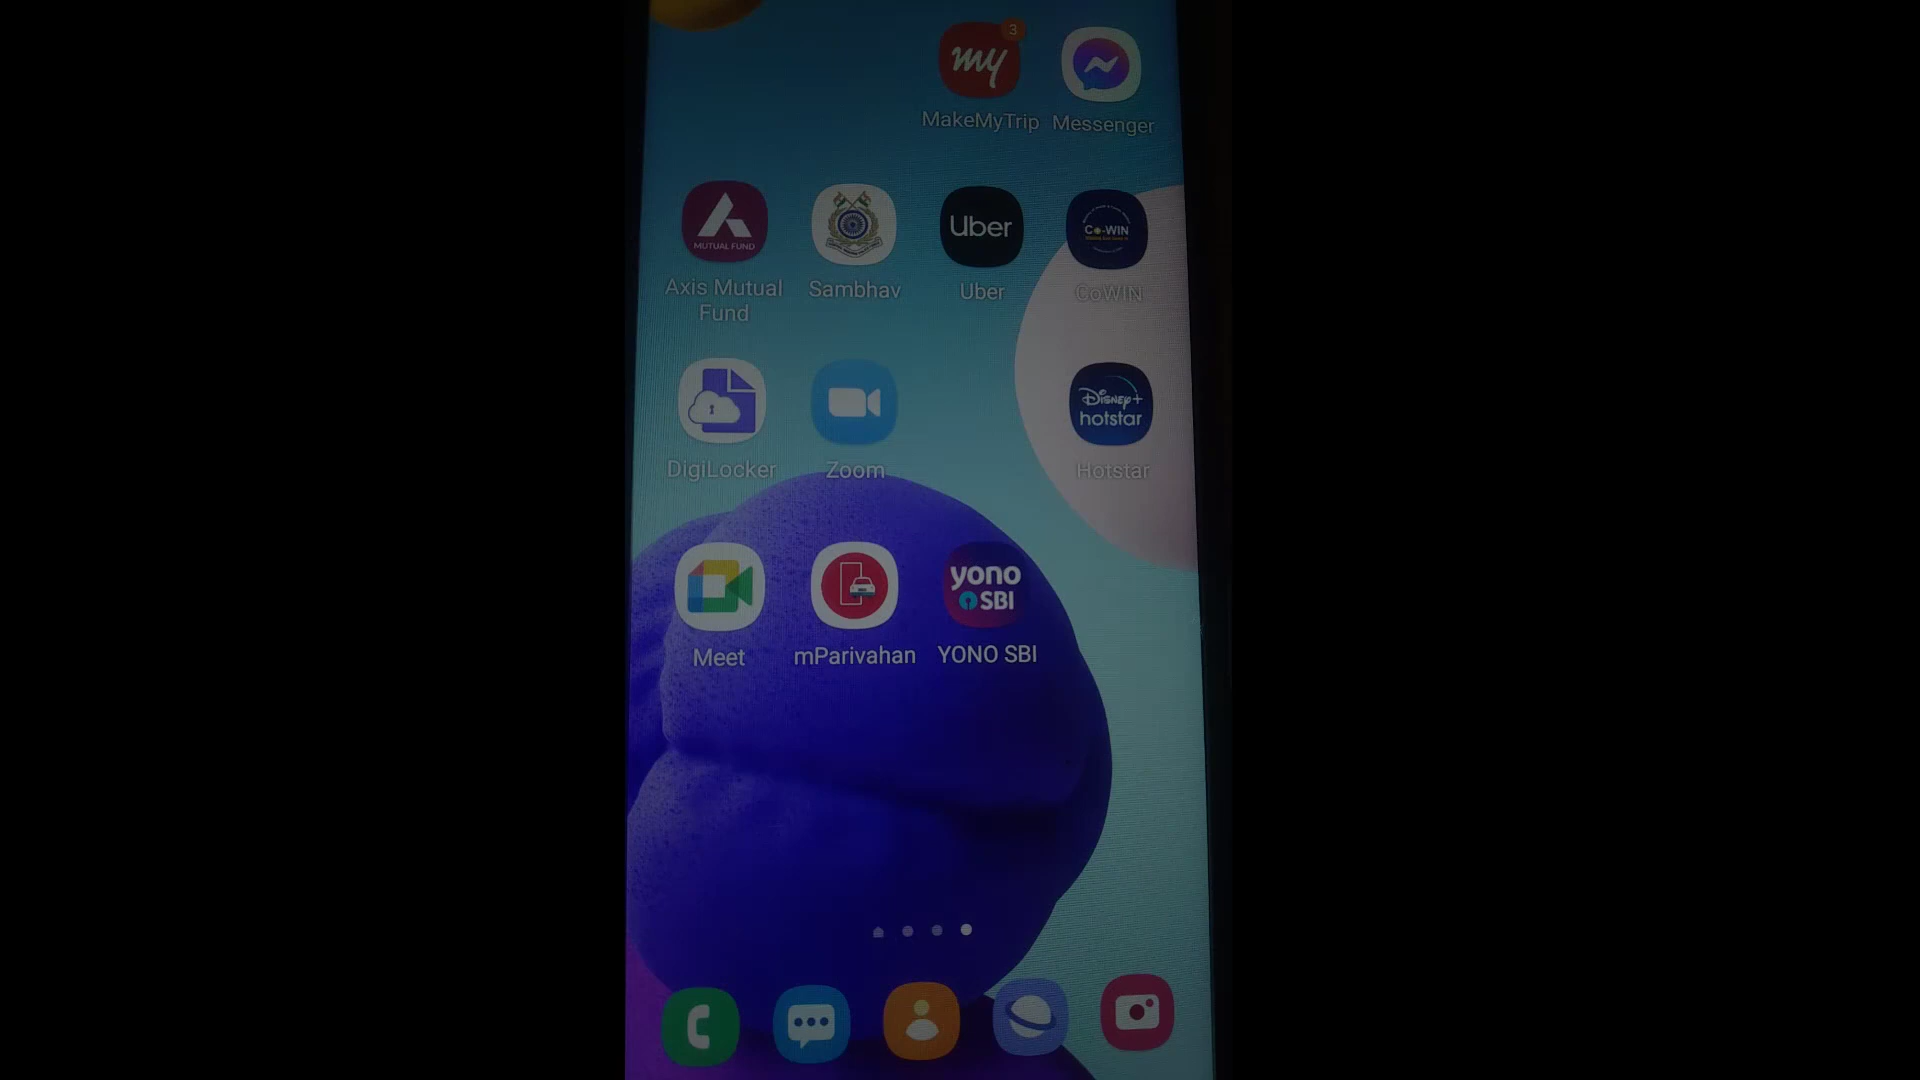 3
my
MakeMyTrip
Messenger
MUTUAL FUND
Axis Mutual
Fund
Sambhav
Uber
Uber
Co-WIN
CoWIN
DigiLocker
Zoom
Disney+
hotstar
Hotstar
Meet
mParivahan
yono
SBI
YONO SBI